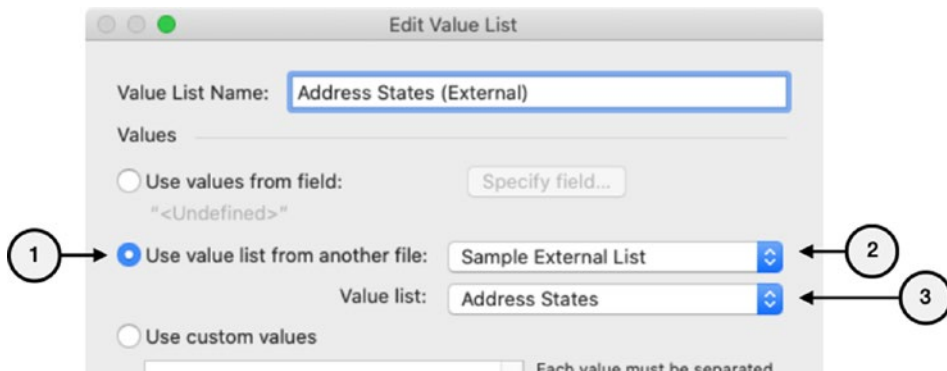 Edit Value List
Value List Name: Address States (External)
Values
Use values from field: Specify field...
"<Undefined>"
1 Use value list from another file: Sample External List 2
Value list: Address States 3
Use custom values
Each value must be separated